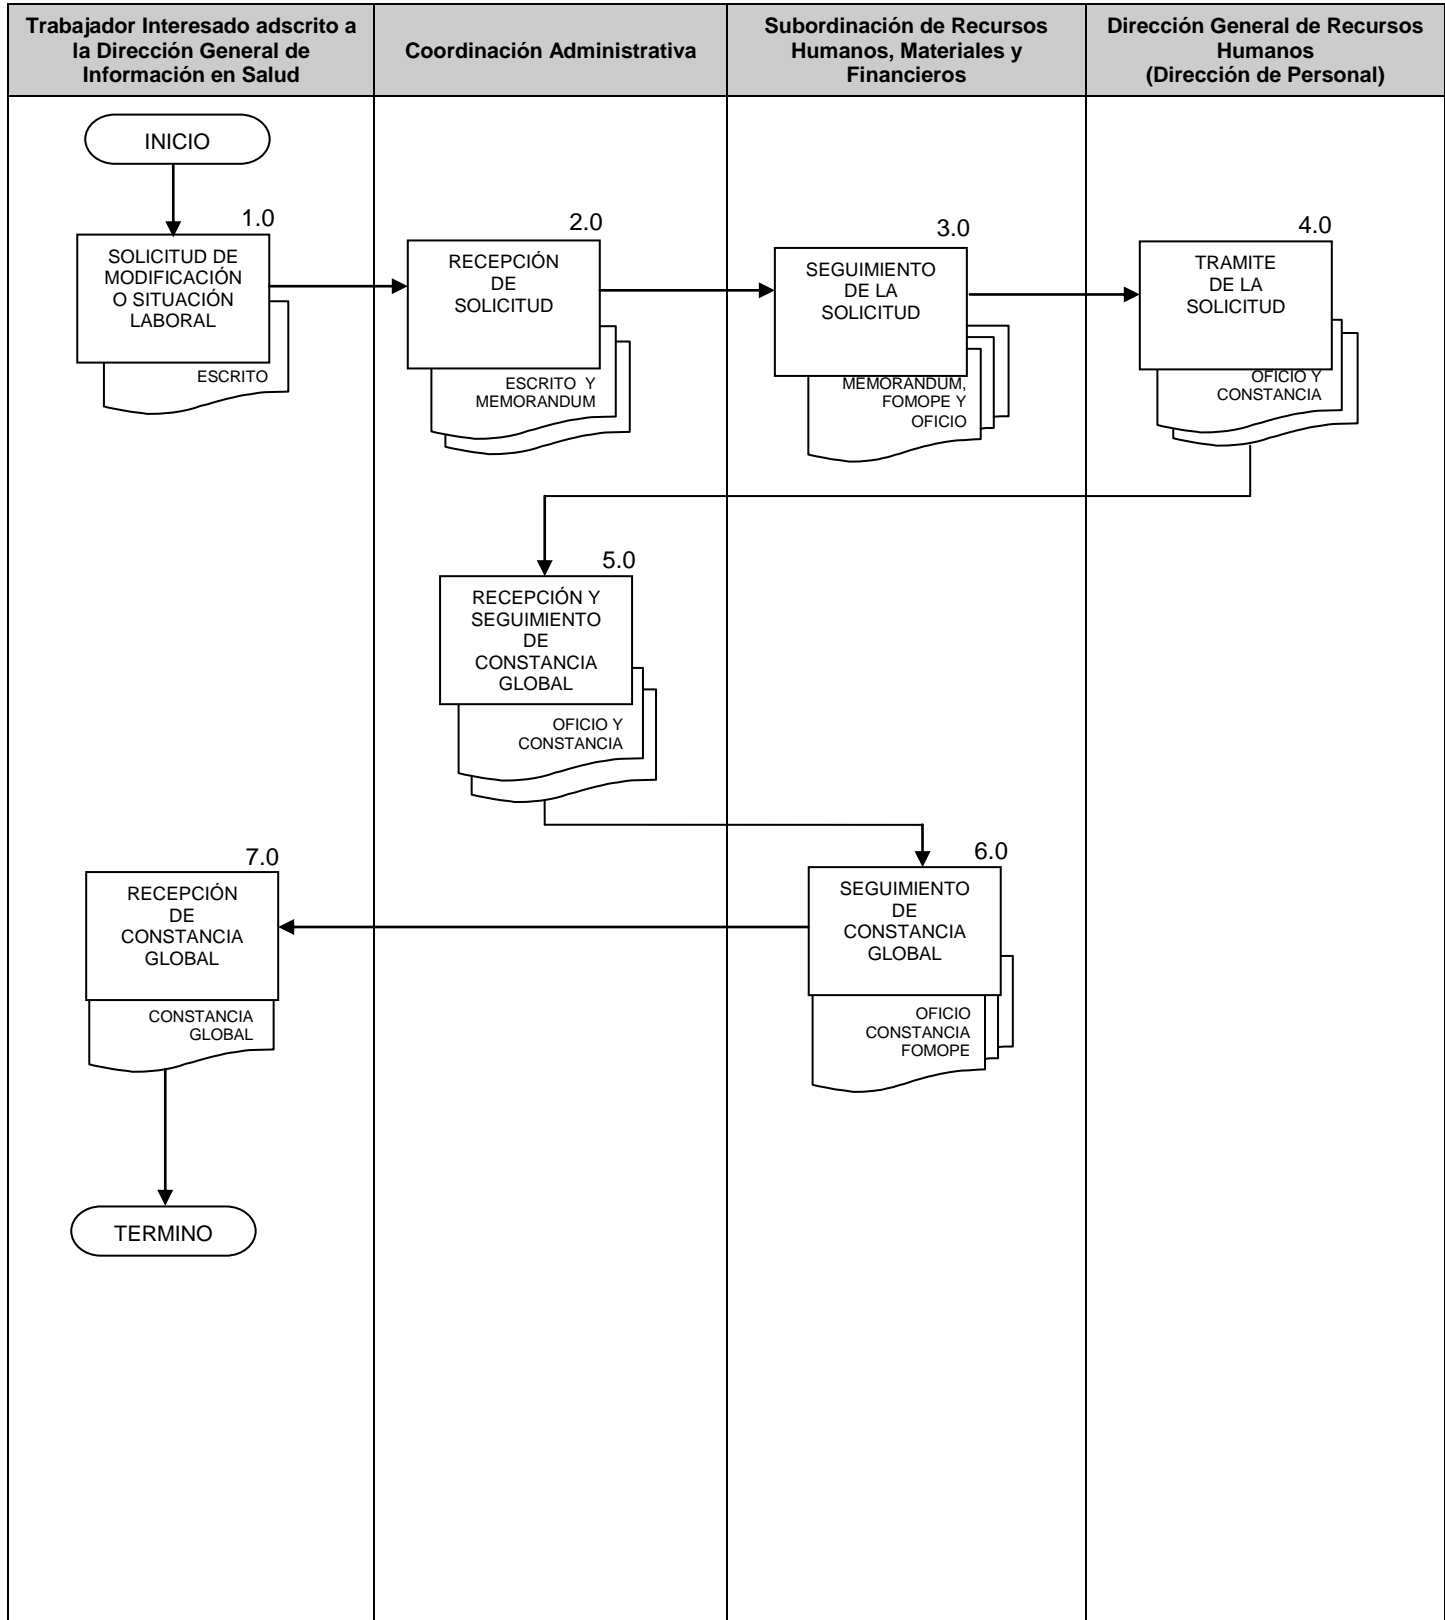 Trabajador Interesado adscrito a
la Dirección General de
Información en Salud
Coordinación Administrativa
Subordinación de Recursos
Humanos, Materiales y
Financieros
Dirección General de Recursos
Humanos
(Dirección de Personal)
INICIO
1.0
SOLICITUD DE
MODIFICACIÓN
O SITUACIÓN
LABORAL
ESCRITO
2.0
RECEPCIÓN
DE
SOLICITUD
ESCRITO Y
MEMORANDUM
3.0
SEGUIMIENTO
DE LA
SOLICITUD
MEMORANDUM,
FOMOPE Y
OFICIO
4.0
TRAMITE
DE LA
SOLICITUD
OFICIO Y
CONSTANCIA
5.0
RECEPCIÓN Y
SEGUIMIENTO
DE
CONSTANCIA
GLOBAL
OFICIO Y
CONSTANCIA
6.0
SEGUIMIENTO
DE
CONSTANCIA
GLOBAL
OFICIO
CONSTANCIA
FOMOPE
7.0
RECEPCIÓN
DE
CONSTANCIA
GLOBAL
CONSTANCIA
GLOBAL
TERMINO